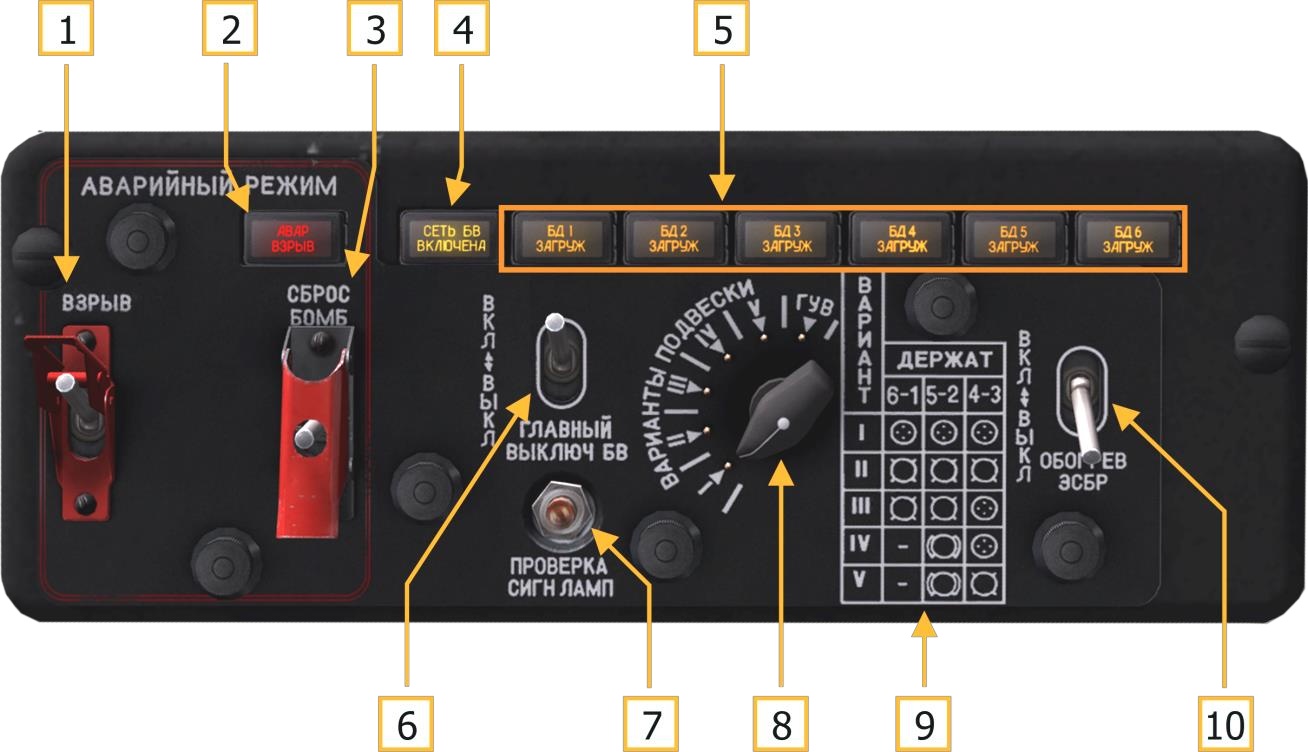 1
2
3
4
5
АВАРИЙНЫЙ РЕЖИМ
АВАР
ВЗРЫВ
СЕТЬ БВ
ВКЛЮЧЕНА
БД 1
ЗАГРУЖ
БД 2
ЗАГРУЖ
БД 3
ЗАГРУЖ
БД 4
ЗАГРУЖ
БД 5
ЗАГРУЖ
БД 6
ЗАГРУЖ
ВЗРЫВ
СБРОС
БОМБ
ВКЛ ВЫКЛ
ГЛАВНЫЙ
ВЫКЛЮЧ БВ
ПРОВЕРКА
СИГН ЛАМП
ВАРИАНТЫ ПОДВЕСКИ
I
II
III
IV
V
ГУВ
ВАРИАНТ
ДЕРЖАТ
6-1 5-2 4-3
I
II
III
IV -
V -
ВКЛ ВЫКЛ
ОБОГРЕВ
ЭСБР
6
7
8
9
10